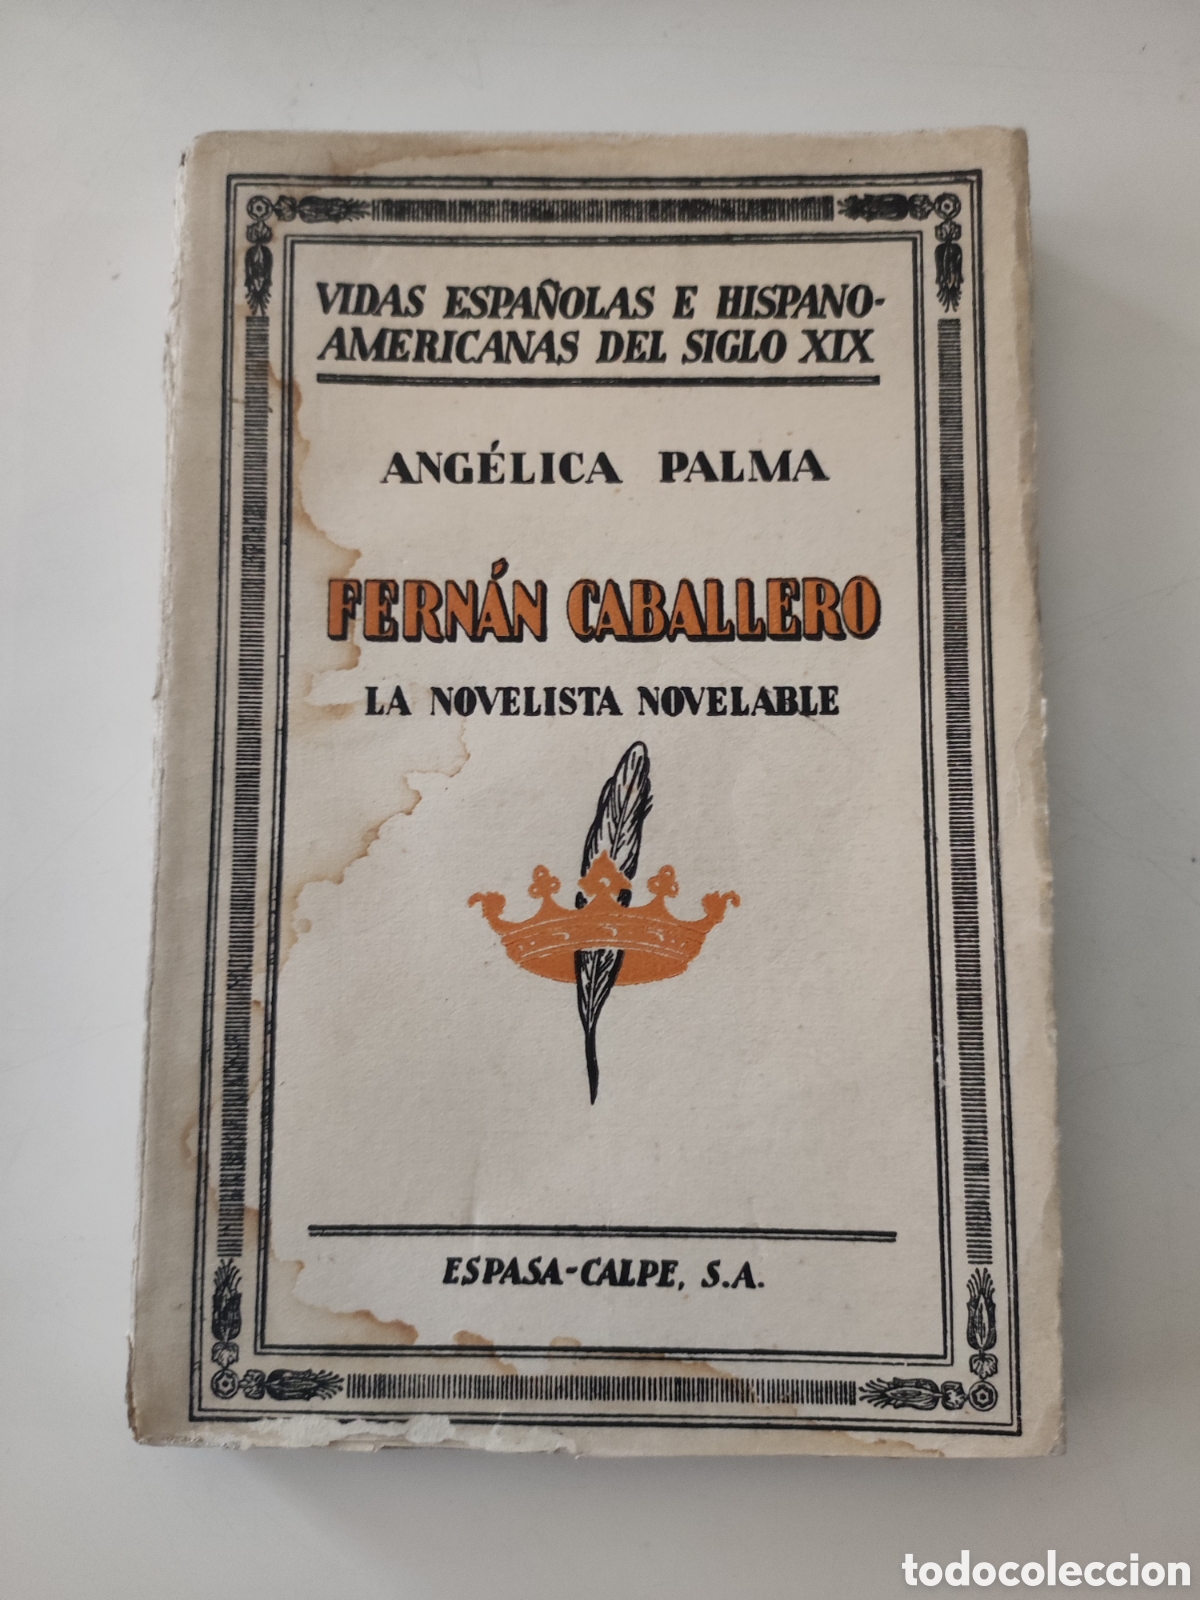 VIDAS ESPAÑOLAS E HISPANO-
AMERICANAS DEL SIGLO XIX
ANGÉLICA PALMA
FERNÁN CABALLERO
LA NOVELISTA NOVELABLE
ESPASA-CALPE, S.A.
todocoleccion